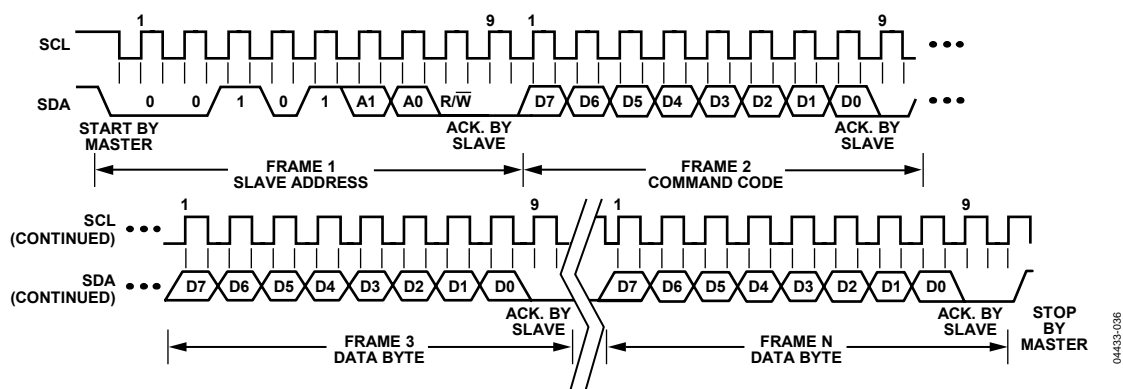 1 9 1 9
SCL
SDA 0 0 1 0 1 A1 A0 R/W̅ D7 D6 D5 D4 D3 D2 D1 D0
START BY
MASTER
ACK. BY
SLAVE
ACK. BY
SLAVE
FRAME 1
SLAVE ADDRESS
FRAME 2
COMMAND CODE
1 9 1 9
SCL
(CONTINUED)
SDA
(CONTINUED)
D7 D6 D5 D4 D3 D2 D1 D0 D7 D6 D5 D4 D3 D2 D1 D0
ACK. BY
SLAVE
ACK. BY
SLAVE
STOP
BY
MASTER
FRAME 3
DATA BYTE
FRAME N
DATA BYTE
04433-036